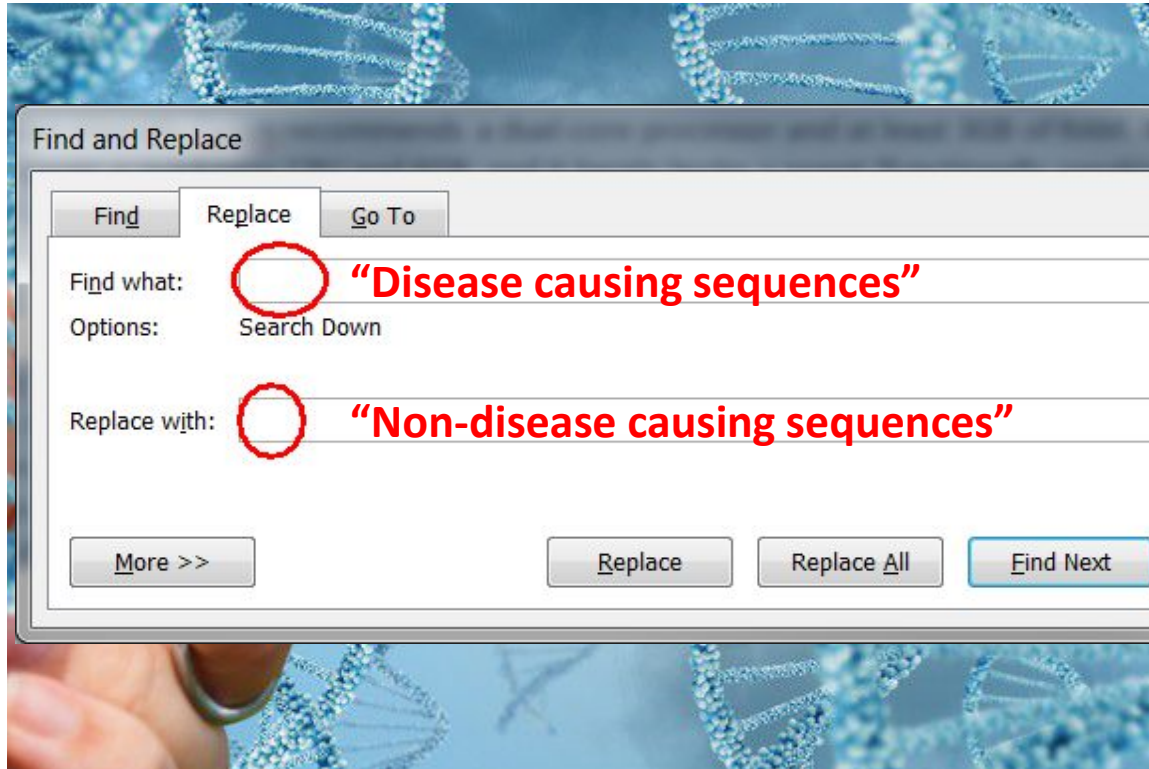 Find and Replace
Find Replace Go To
Find what: “Disease causing sequences”
Options: Search Down
Replace with: “Non-disease causing sequences”
More >> Replace Replace All Find Next